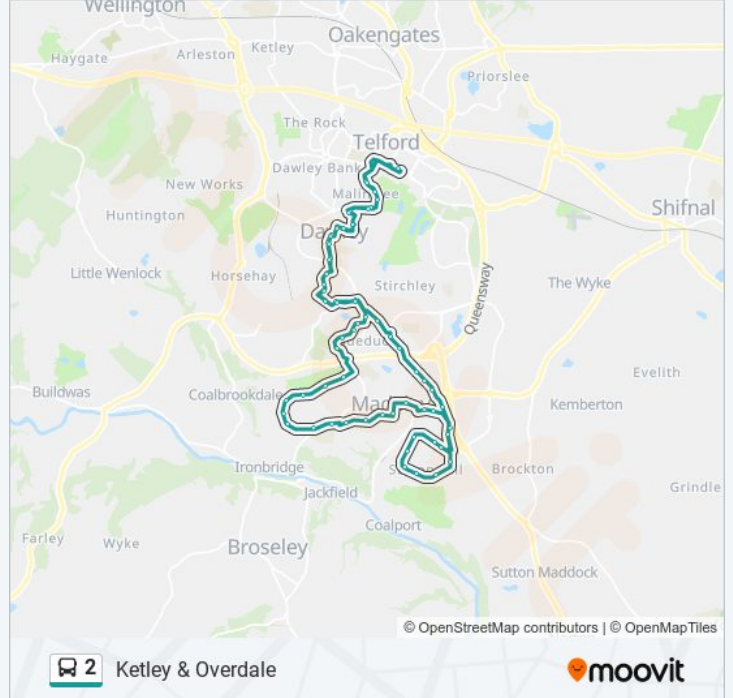 Wellington
Oakengates
Haygate
Arleston
Ketley
Priorslee
The Rock
Telford
Dawley Bank
New Works
Shifnal
Huntington
Little Wenlock
Horsehay
Stirchley
The Wyke
Queensway
Evelith
Buildwas
Coalbrookdale
Kemberton
Ironbridge
Brockton
Jackfield
Grindle
Coalport
Farley
Wyke
Broseley
Sutton Maddock
© OpenStreetMap contributors | © OpenMapTiles
2 Ketley & Overdale
moovit